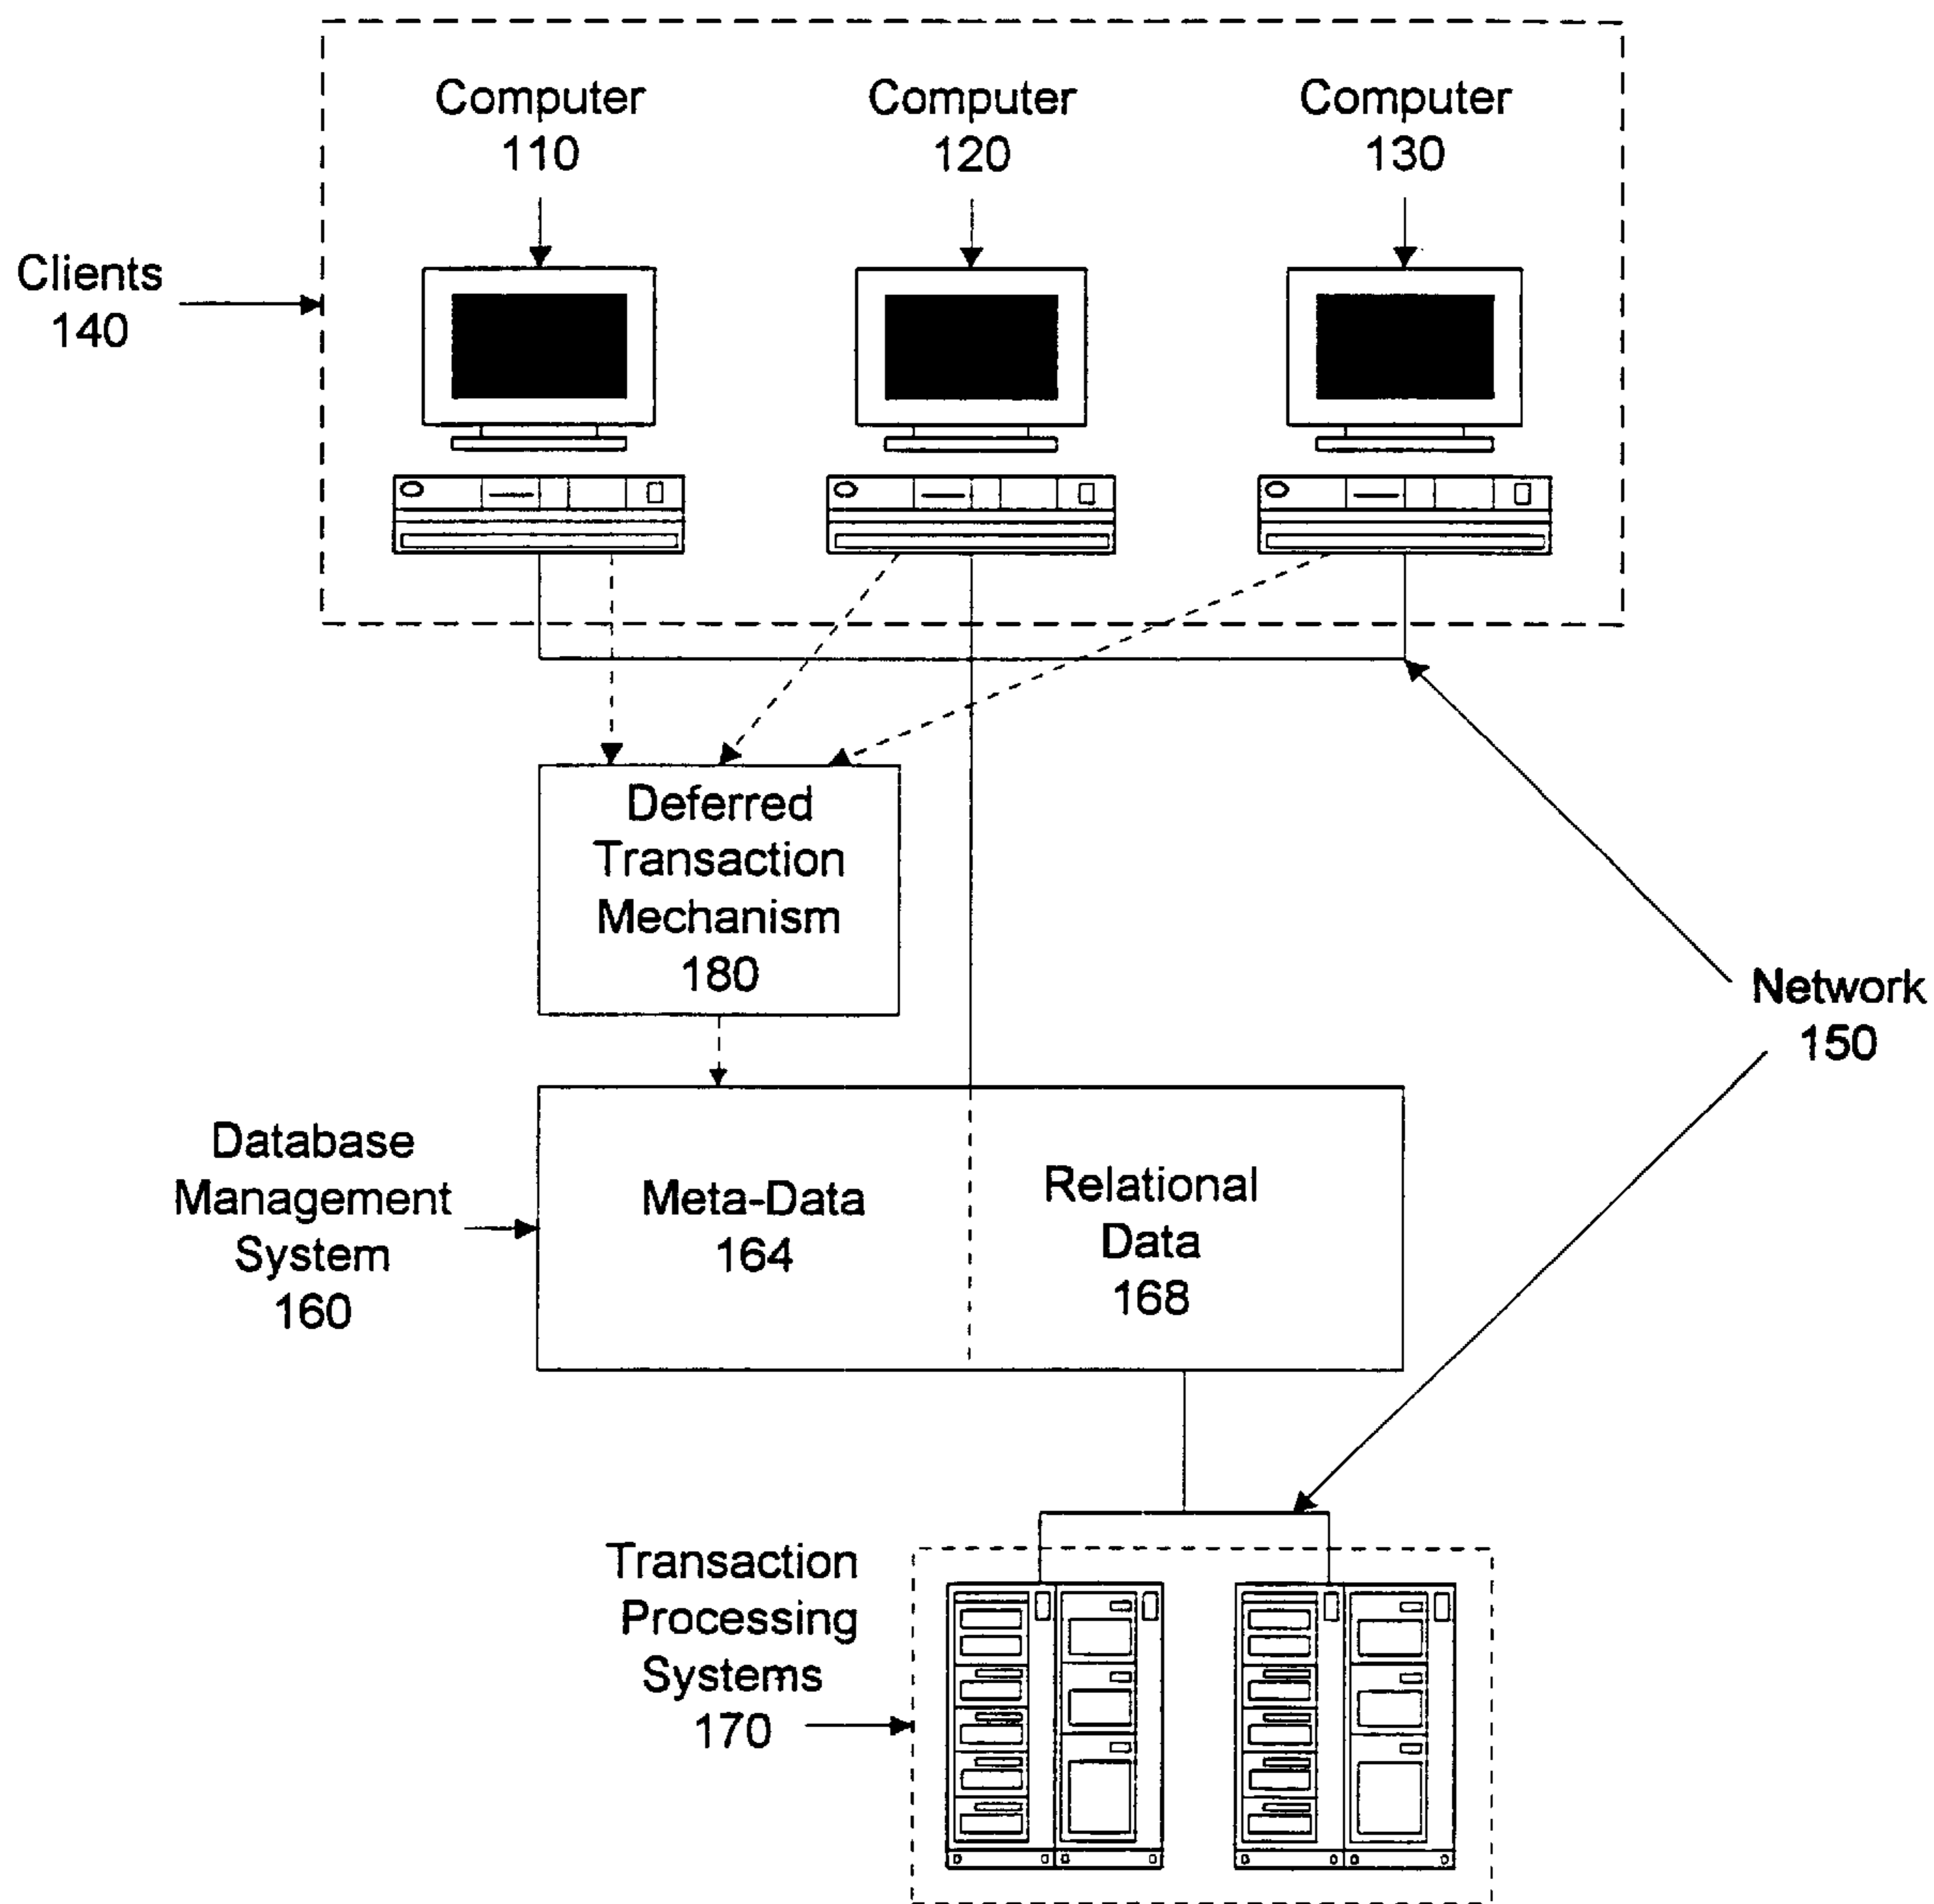 Computer
110
Computer
120
Computer
130
Clients
140
Deferred
Transaction
Mechanism
180
Network
150
Database
Management
System
160
Meta-Data
164
Relational
Data
168
Transaction
Processing
Systems
170